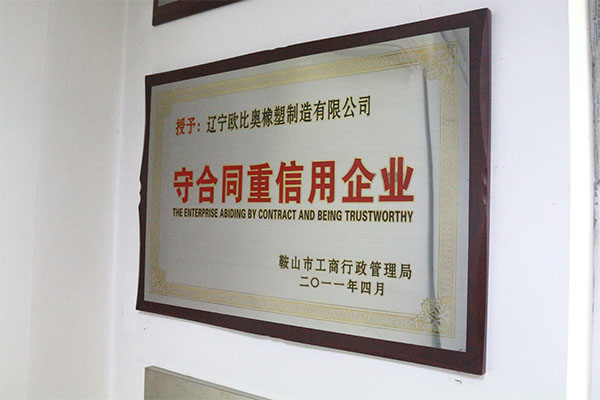 授予：辽宁欧比奥橡塑制造有限公司
守合同重信用企业
THE ENTERPRISE ABIDING BY CONTRACT AND BEING TRUSTWORTHY
鞍山市工商行政管理局
二〇一一年四月